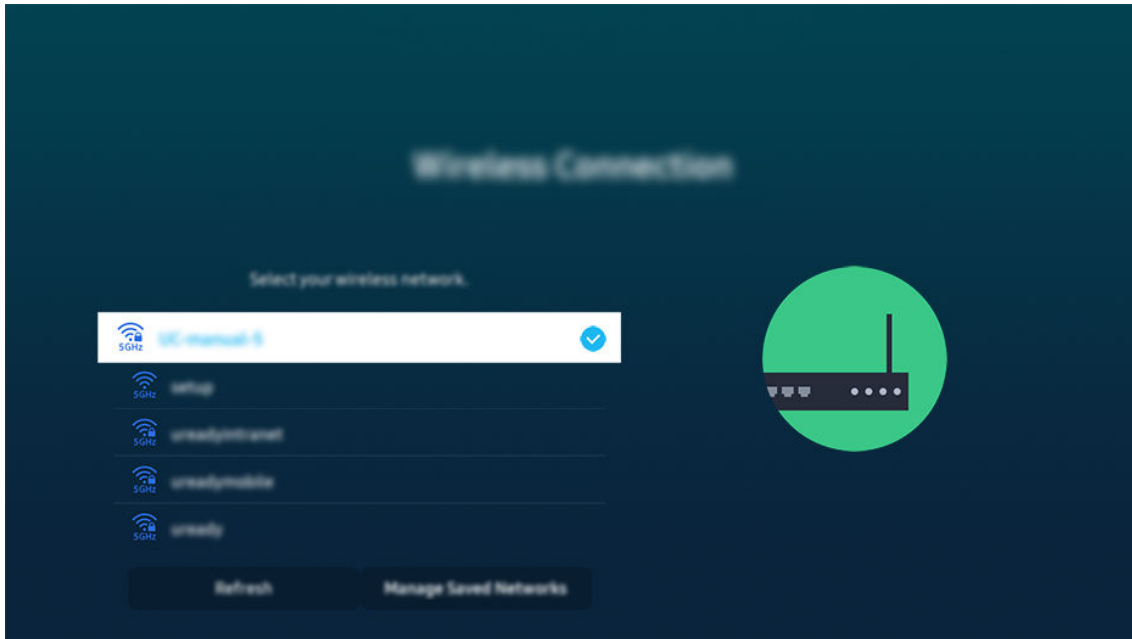 Wireless Connection
Select your wireless network.
5GHz UC-manual-5
5GHz setup
5GHz ureadyintranet
5GHz ureadymobile
5GHz uready
Refresh Manage Saved Networks